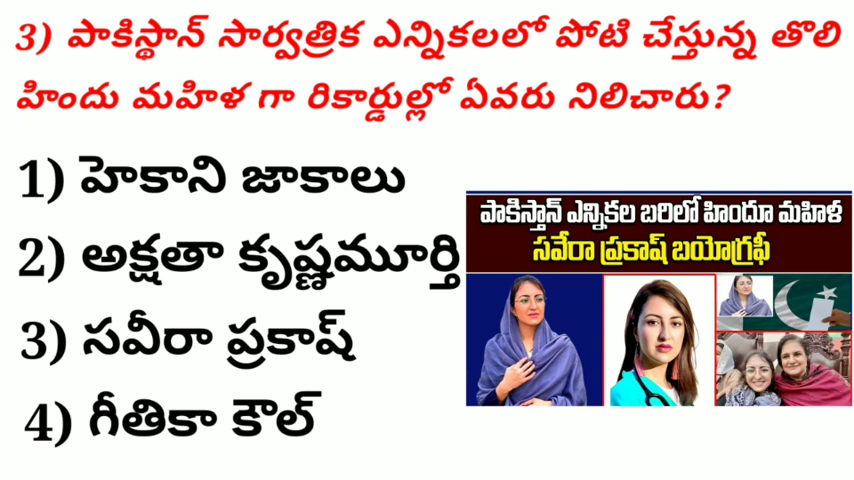 3) పాకిస్థాన్ సార్వత్రిక ఎన్నికలలో పోటి చేస్తున్న తొలి
హిందు మహిళ గా రికార్డుల్లో ఏవరు నిలిచారు?
1) హెకాని జాకాలు
2) అక్షతా కృష్ణమూర్తి
3) సవీరా ప్రకాష్
4) గీతికా కౌల్
పాకిస్తాన్ ఎన్నికల బరిలో హిందూ మహిళ
సవేరా ప్రకాష్ బయోగ్రఫీ